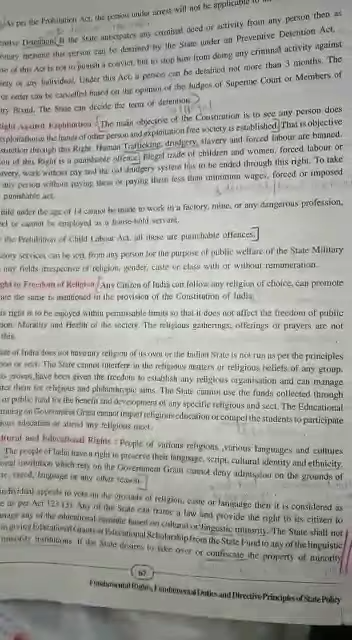 As per the Prohibition Act, the person under arrest will not be applicable to
Detention: If the State anticipates any criminal deed or activity from any person then as
measure this person can be detained by the State under an Preventive Detention Act.
of this Act is not to punish a convict, but to stop him from doing any criminal activity against
or any individual. Under this Act, a person can be detained not more than 3 months. The
or order can be cancelled based on the opinion of the Judges of Supreme Court or Members of
Board. The State can decide the term of detention.
Right Against Exploitation: The main objective of the Constitution is to see any person does
the hands of other person and exploitation free society is established. That is objective
through this Right. Human Trafficking, drudgery, slavery and forced labour are banned.
of this Right is a punishable offence. Illegal trade of children and women, forced labour or
slavery, work without pay and the old drudgery system has to be ended through this right. To take
any person without paying them or paying them less than minimum wages, forced or imposed
punishable act.
under the age of 14 cannot be made to work in a factory, mine, or any dangerous profession,
cannot be employed as a house-hold servant.
the Prohibition of Child Labour Act, all these are punishable offences.
services can be sort from any person for the purpose of public welfare of the State Military
any fields irrespective of religion, gender, caste or class with or without remuneration.
Right to Freedom of Religion: Any Citizen of India can follow any religion of choice, can promote
the same is mentioned in the provision of the Constitution of India.
right is to be enjoyed within permissible limits so that it does not affect the freedom of public
Morality and Health of the society. The religious gatherings, offerings or prayers are not
this.
State of India does not have any religion of its own or the Indian State is not run as per the principles
or sect. The State cannot interfere in the religious matters or religious beliefs of any group.
have been given the freedom to establish any religious organisation and can manage
them for religious and philanthropic aims. The State cannot use the funds collected through
or public fund for the benefit and development of any specific religious and sect. The Educational
on Government Grant cannot impart religious education or compel the students to participate
education or attend any religious meet.
Cultural and Educational Rights : People of various religions, various languages and cultures
The people of India have a right to preserve their language, script, cultural identity and ethnicity.
institution which rely on the Government Grant cannot deny admission on the grounds of
creed, language or any other reason.
individual appeals to vote on the grounds of religion, caste or language then it is considered as
as per Act 123 (3). Any of the State can frame a law and provide the right to its citizen to
manage any of the educational institute based on cultural or linguistic minority. The State shall not
in giving Educational Grants or Educational Scholarship from the State Fund to any of the linguistic
minority institutions. If the State desires to take over or confiscate the property of minority
67
Fundamental Rights, Fundamental Duties and Directive Principles of State Policy